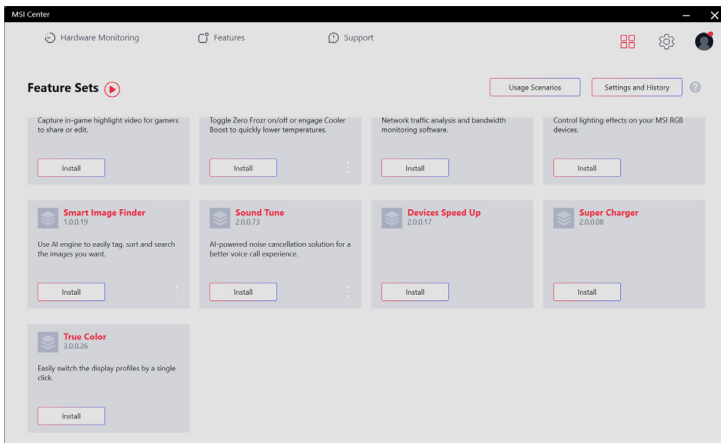 MSI Center
Hardware Monitoring
Features
Support
Feature Sets
Usage Scenarios
Settings and History
?
Capture in-game highlight video for gamers
to share or edit.
Install
Toggle Zero Frozr on/off or engage Cooler
Boost to quickly lower temperatures.
Install
Network traffic analysis and bandwidth
monitoring software.
Install
Control lighting effects on your MSI RGB
devices.
Install
Smart Image Finder
1.0.0.19
Use AI engine to easily tag, sort and search
the images you want.
Install
Sound Tune
2.0.0.73
AI-powered noise cancellation solution for a
better voice call experience.
Install
Devices Speed Up
2.0.0.17
Install
Super Charger
2.0.0.08
Install
True Color
3.0.0.26
Easily switch the display profiles by a single
click.
Install